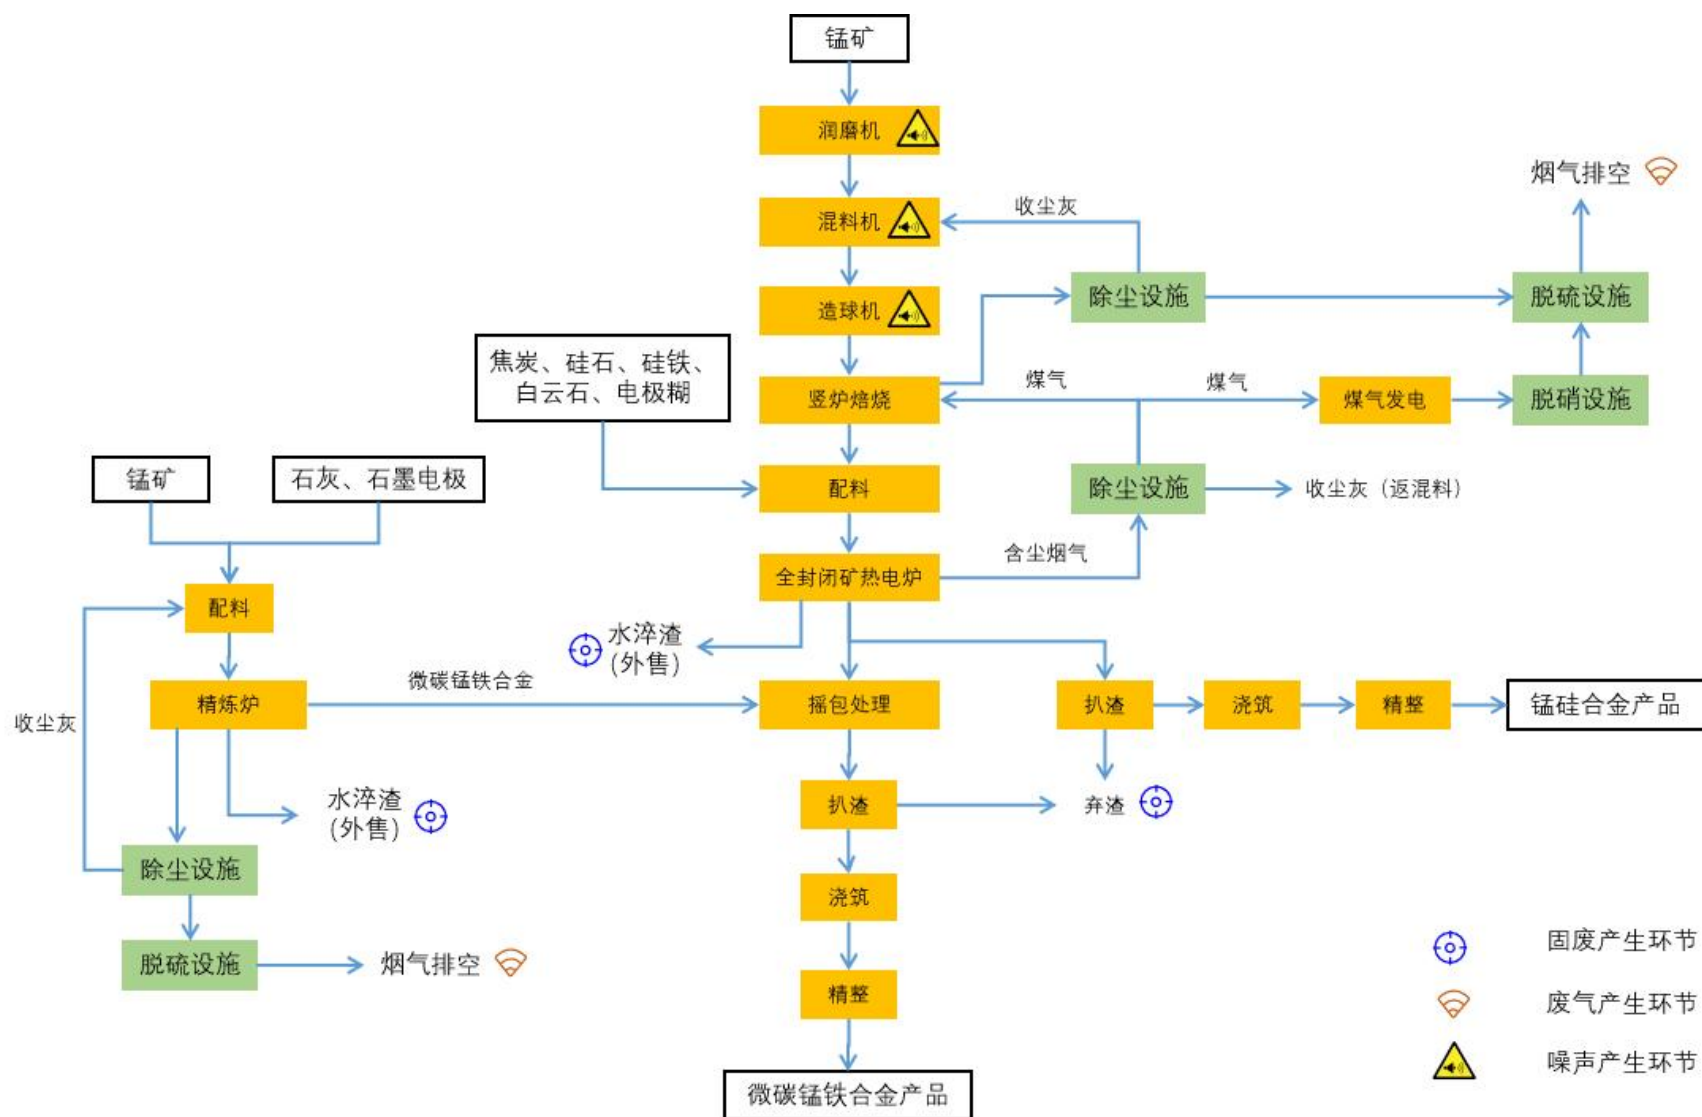 锰矿
润磨机
烟气排空
混料机
收尘灰
造球机
除尘设施
脱硫设施
焦炭、硅石、硅铁、
白云石、电极糊
竖炉焙烧
煤气
煤气
煤气发电
脱硝设施
锰矿
石灰、石墨电极
配料
除尘设施
收尘灰（返混料）
含尘烟气
全封闭矿热电炉
配料
水淬渣
(外售)
微碳锰铁合金
精炼炉
摇包处理
扒渣
浇筑
精整
锰硅合金产品
收尘灰
水淬渣
(外售)
扒渣
弃渣
除尘设施
浇筑
脱硫设施
烟气排空
精整
微碳锰铁合金产品
固废产生环节
废气产生环节
噪声产生环节